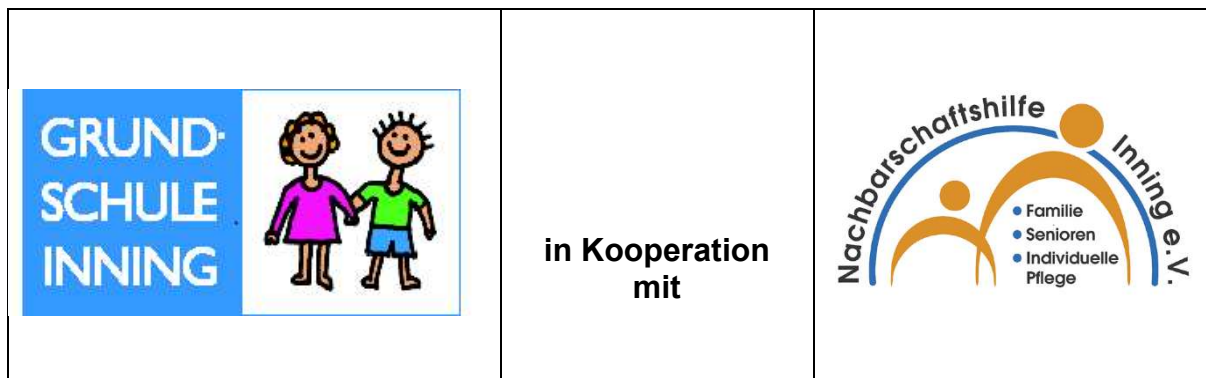 GRUND-
SCHULE
INNING
in Kooperation
mit
Nachbarschaftshilfe Inning e.V.
• Familie
• Senioren
• Individuelle
Pflege